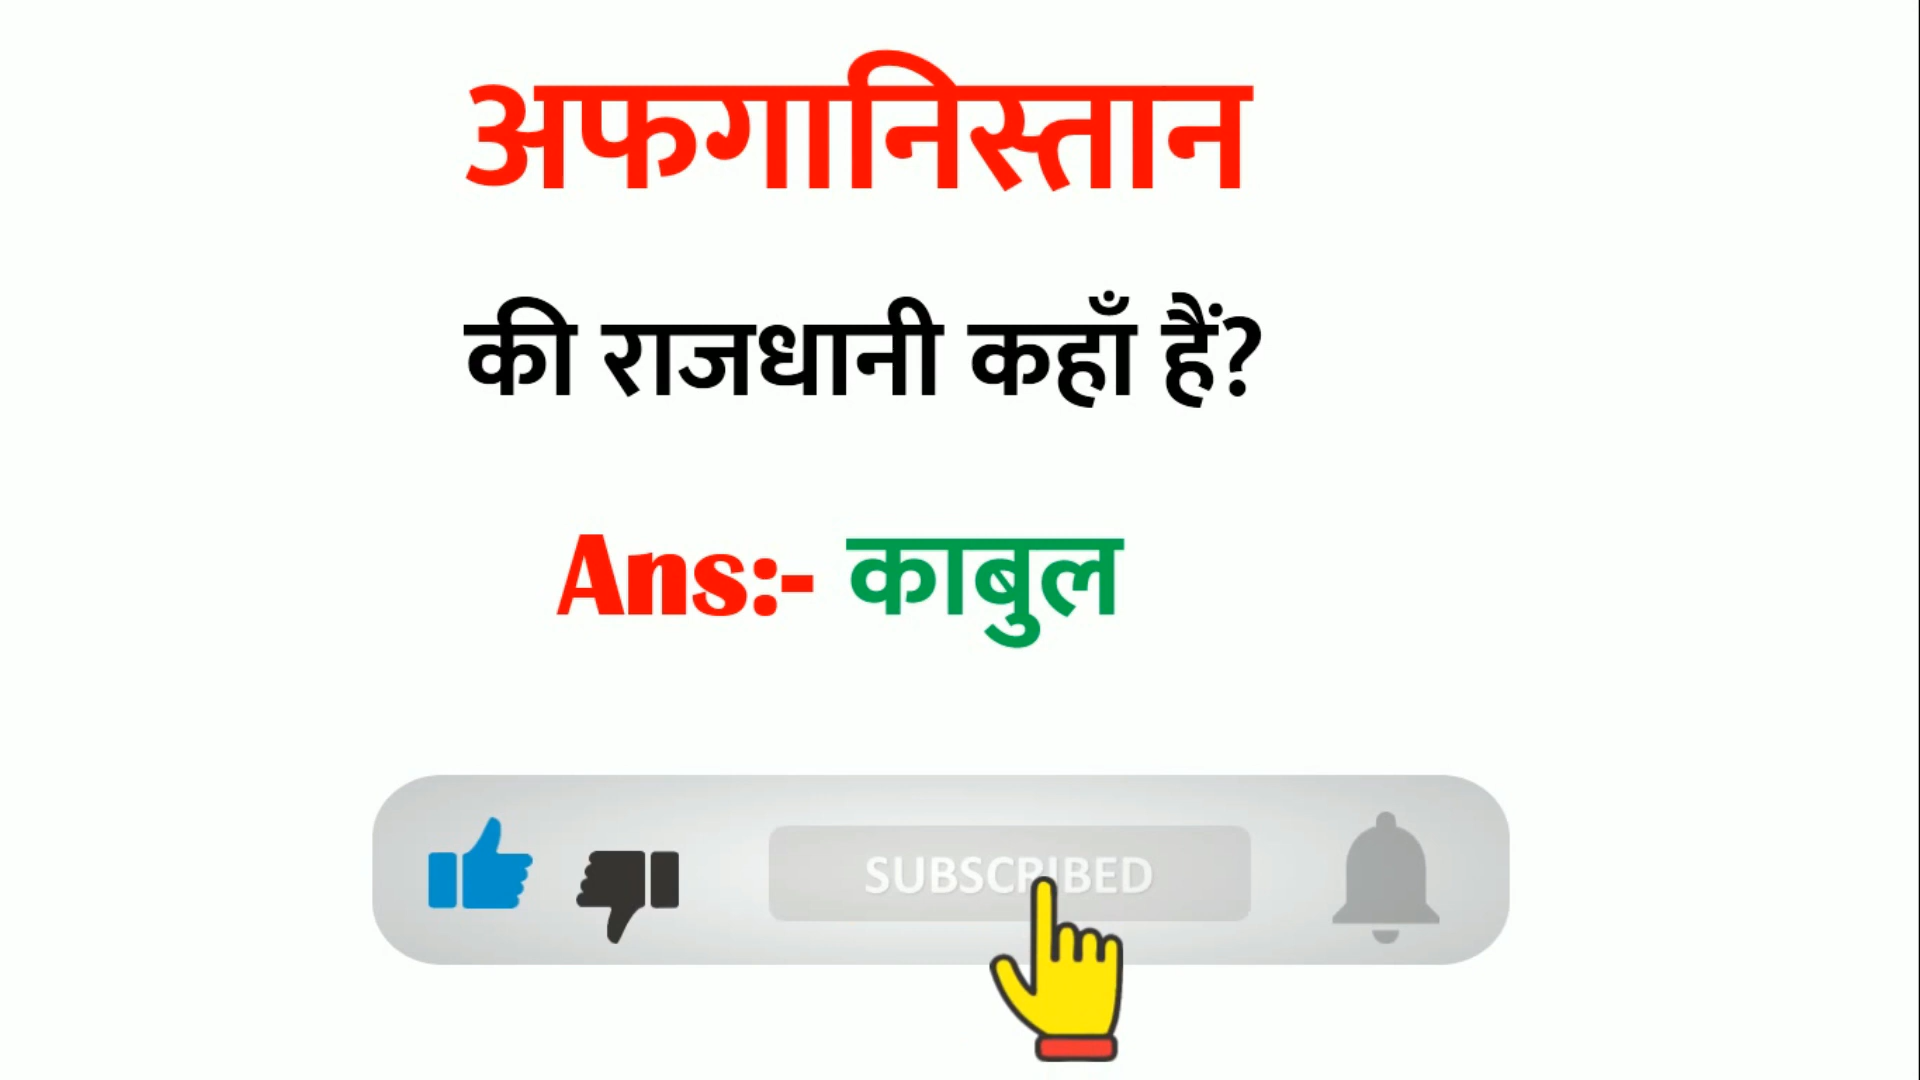 अफगानिस्तान
की राजधानी कहाँ हैं?
Ans:- काबुल
SUBSCRIBED